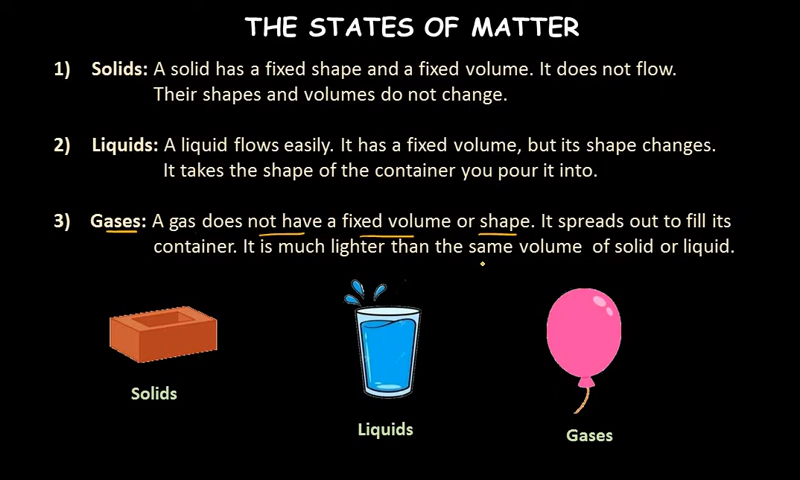 THE STATES OF MATTER
1) Solids: A solid has a fixed shape and a fixed volume. It does not flow.
Their shapes and volumes do not change.
2) Liquids: A liquid flows easily. It has a fixed volume, but its shape changes.
It takes the shape of the container you pour it into.
3) Gases: A gas does not have a fixed volume or shape. It spreads out to fill its
container. It is much lighter than the same volume of solid or liquid.
Solids
Liquids
Gases